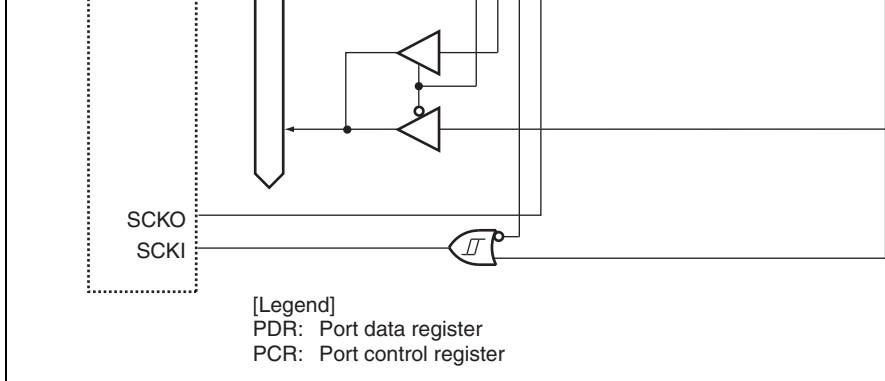 SCKO
SCKI
[Legend]
PDR: Port data register
PCR: Port control register